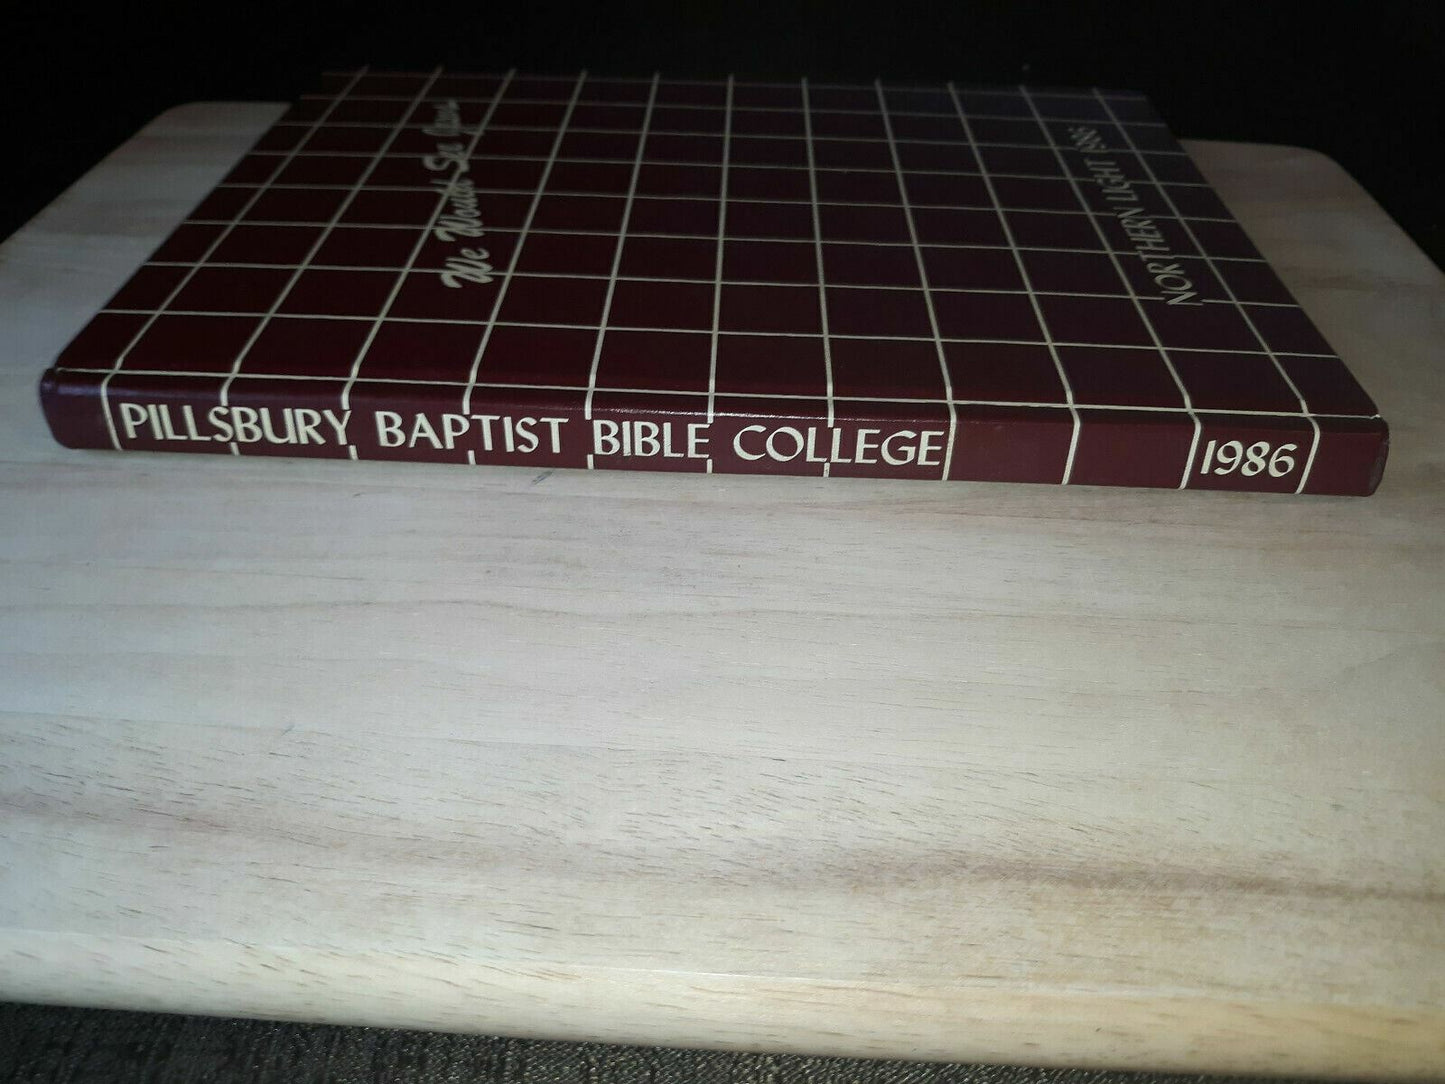 We Would See Jesus
NORTHERN LIGHT 1986
PILLSBURY BAPTIST BIBLE COLLEGE 1986